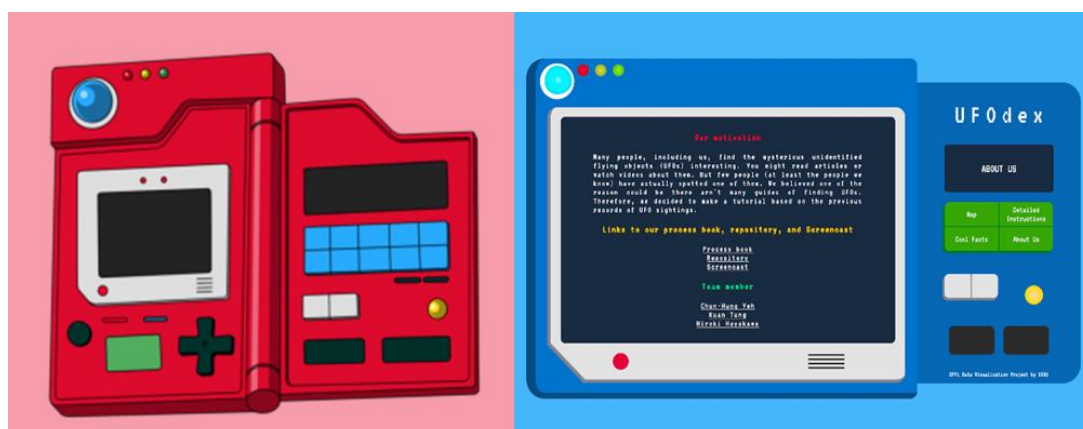 Our motivation
Many people, including us, find the mysterious unidentified
flying objects (UFOs) interesting. You might read articles or
watch videos about them. But few people (at least the people we
know) have actually spotted one of them. We believed one of the
reason could be there arn't many guides of finding UFOs.
Therefore, we decided to make a tutorial based on the previous
records of UFO sightings.
Links to our process book, repository, and Screencast
Process book
Repository
Screencast
Team member
Chun-Hung Yeh
Kuan Tung
Hiroki Hayakawa
UFOdex
ABOUT US
Map
Detailed
Instructions
Cool Facts
About Us
Data Visualization Project by